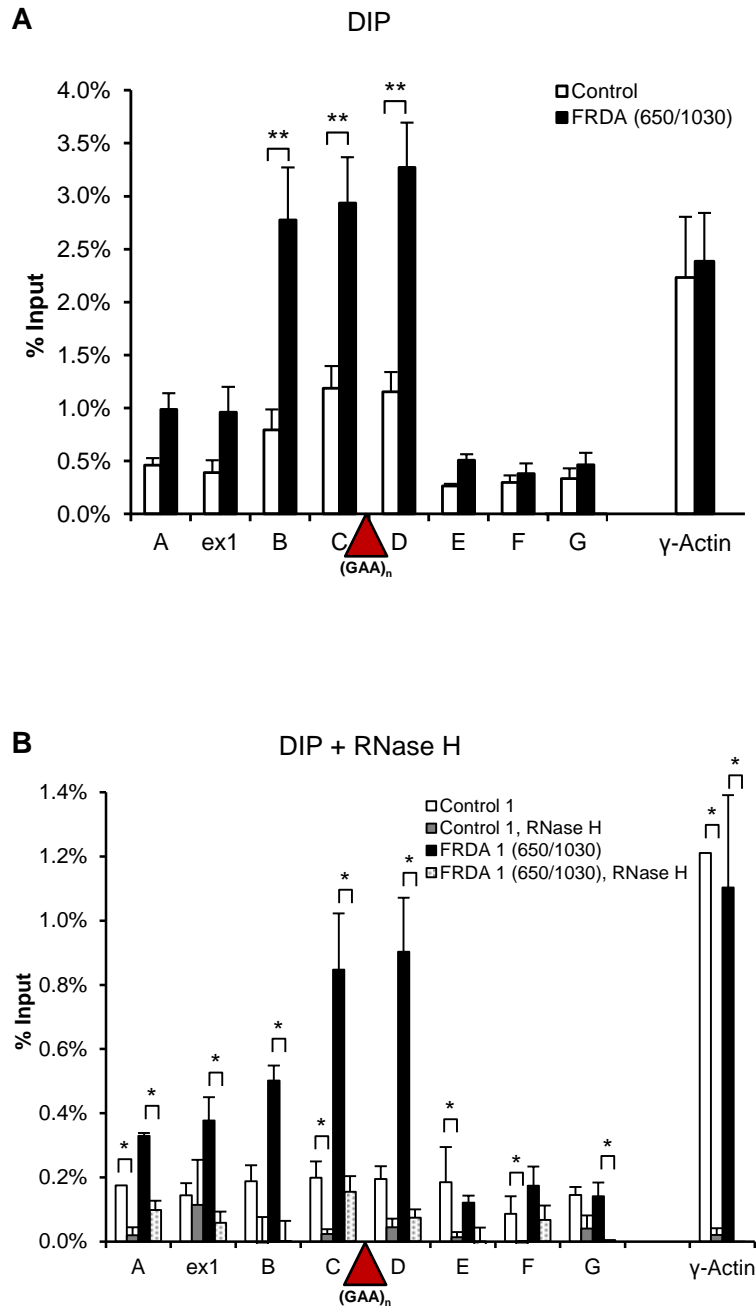 A
DIP
Control
FRDA (650/1030)
4.0%
3.5%
3.0%
2.5%
2.0%
1.5%
1.0%
0.5%
0.0%
% Input
** ** **
A ex1 B C D E F G γ-Actin
(GAA)n
B
DIP + RNase H
Control 1
Control 1, RNase H
FRDA 1 (650/1030)
FRDA 1 (650/1030), RNase H
1.4%
1.2%
1.0%
0.8%
0.6%
0.4%
0.2%
0.0%
% Input
* * * * * * * * * * * *
A ex1 B C D E F G γ-Actin
(GAA)n